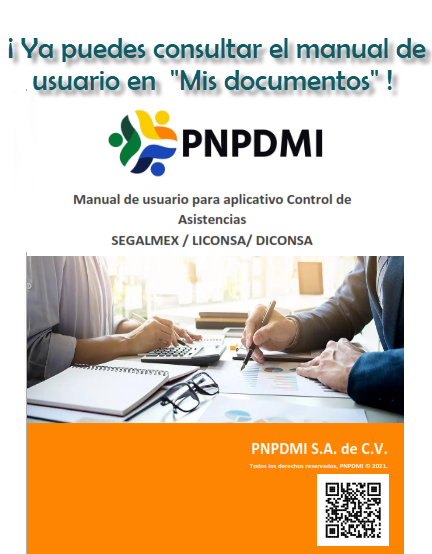 ¡ Ya puedes consultar el manual de
usuario en "Mis documentos" !
PNPDMI
Manual de usuario para aplicativo Control de
Asistencias
SEGALMEX / LICONSA/ DICONSA
PNPDMI S.A. de C.V.
Todos los derechos reservados, PNPDMI © 2021.